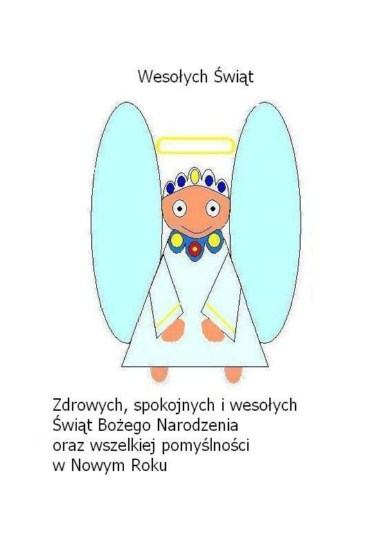 Wesołych Świąt
Zdrowych, spokojnych i wesołych
Świąt Bożego Narodzenia
oraz wszelkiej pomyślności
w Nowym Roku